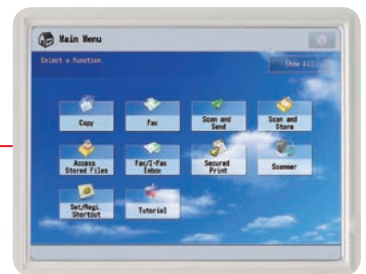 Main Menu
Select a function.
Show All
Copy
Fax
Scan and
Send
Scan and
Store
Access
Stored Files
Fax/I-Fax
Inbox
Secured
Print
Scanner
Set/Regi.
Shortcut
Tutorial